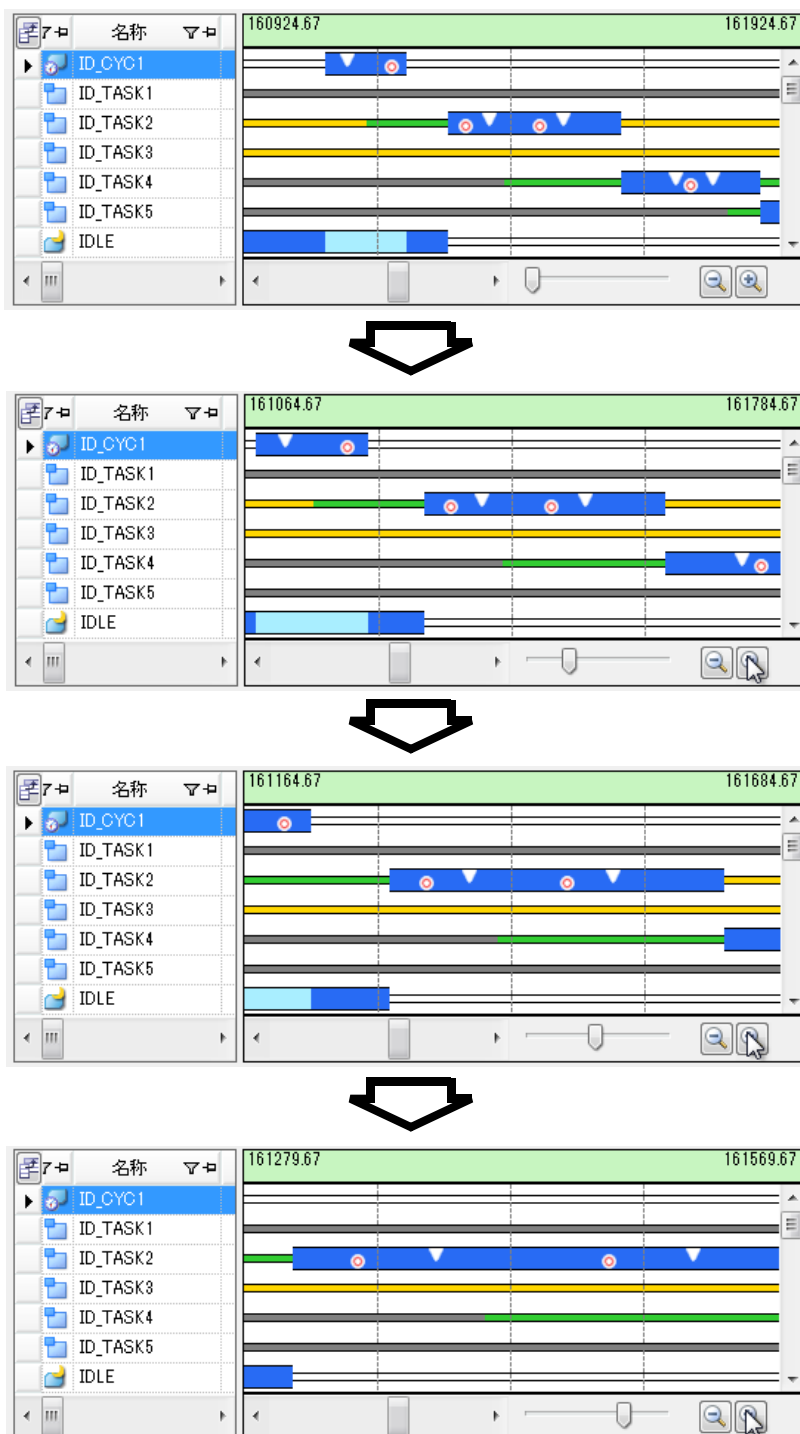 名称
160924.67 161924.67
ID_CYC1
ID_TASK1
ID_TASK2
ID_TASK3
ID_TASK4
ID_TASK5
IDLE
名称
161064.67 161784.67
ID_CYC1
ID_TASK1
ID_TASK2
ID_TASK3
ID_TASK4
ID_TASK5
IDLE
名称
161164.67 161684.67
ID_CYC1
ID_TASK1
ID_TASK2
ID_TASK3
ID_TASK4
ID_TASK5
IDLE
名称
161279.67 161569.67
ID_CYC1
ID_TASK1
ID_TASK2
ID_TASK3
ID_TASK4
ID_TASK5
IDLE